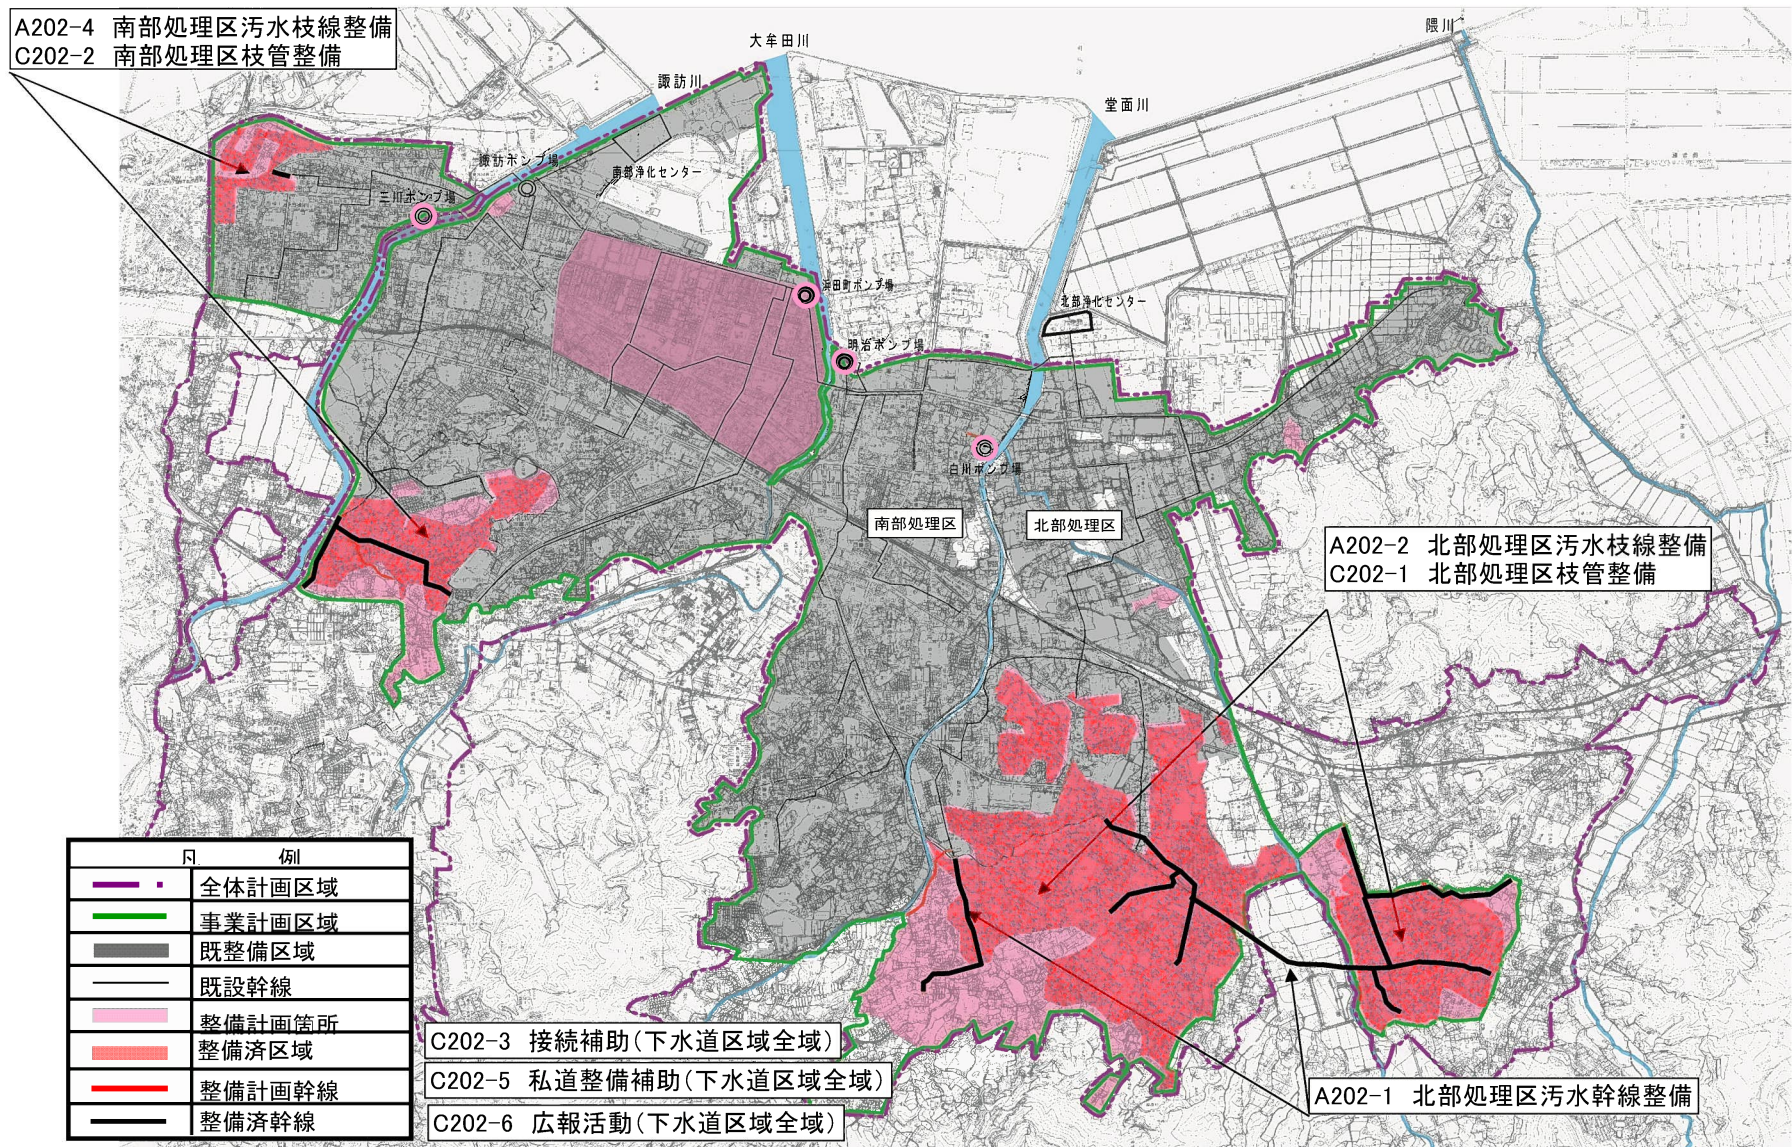 A202-4 南部処理区汚水枝線整備
C202-2 南部処理区枝管整備
大牟田川
隈川
諏訪川
堂面川
諏訪ポンプ場
南部浄化センター
三川ポンプ場
浜田町ポンプ場
北部浄化センター
明治ポンプ場
白川ポンプ場
南部処理区
北部処理区
A202-2 北部処理区汚水枝線整備
C202-1 北部処理区枝管整備
凡 例
全体計画区域
事業計画区域
既整備区域
既設幹線
整備計画箇所
整備済区域
整備計画幹線
整備済幹線
C202-3 接続補助(下水道区域全域)
C202-5 私道整備補助(下水道区域全域)
C202-6 広報活動(下水道区域全域)
A202-1 北部処理区汚水幹線整備